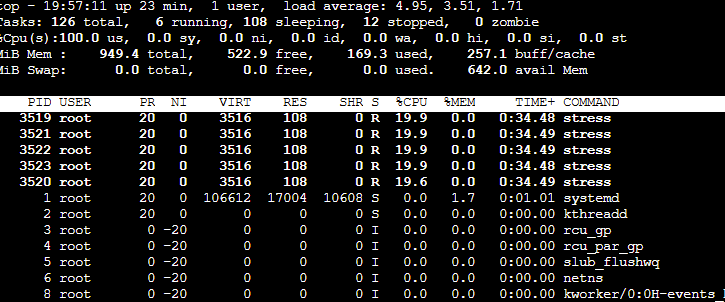 top - 19:57:11 up 23 min,  1 user,  load average: 4.95, 3.51, 1.71
Tasks: 126 total,   6 running, 108 sleeping,  12 stopped,   0 zombie
%Cpu(s):100.0 us,  0.0 sy,  0.0 ni,  0.0 id,  0.0 wa,  0.0 hi,  0.0 si,  0.0 st
MiB Mem :    949.4 total,    522.9 free,    169.3 used,    257.1 buff/cache
MiB Swap:      0.0 total,      0.0 free,      0.0 used.    642.0 avail Mem
PID USER      PR  NI    VIRT    RES    SHR S  %CPU  %MEM     TIME+ COMMAND
3519 root      20   0    3516    108      0 R  19.9   0.0   0:34.48 stress
3521 root      20   0    3516    108      0 R  19.9   0.0   0:34.49 stress
3522 root      20   0    3516    108      0 R  19.9   0.0   0:34.49 stress
3523 root      20   0    3516    108      0 R  19.9   0.0   0:34.48 stress
3520 root      20   0    3516    108      0 R  19.6   0.0   0:34.49 stress
1 root      20   0  106612  17004  10608 S   0.0   1.7   0:01.01 systemd
2 root      20   0       0      0      0 S   0.0   0.0   0:00.00 kthreadd
3 root       0 -20       0      0      0 I   0.0   0.0   0:00.00 rcu_gp
4 root       0 -20       0      0      0 I   0.0   0.0   0:00.00 rcu_par_gp
5 root       0 -20       0      0      0 I   0.0   0.0   0:00.00 slub_flushwq
6 root       0 -20       0      0      0 I   0.0   0.0   0:00.00 netns
8 root       0 -20       0      0      0 I   0.0   0.0   0:00.00 kworker/0:0H-events_